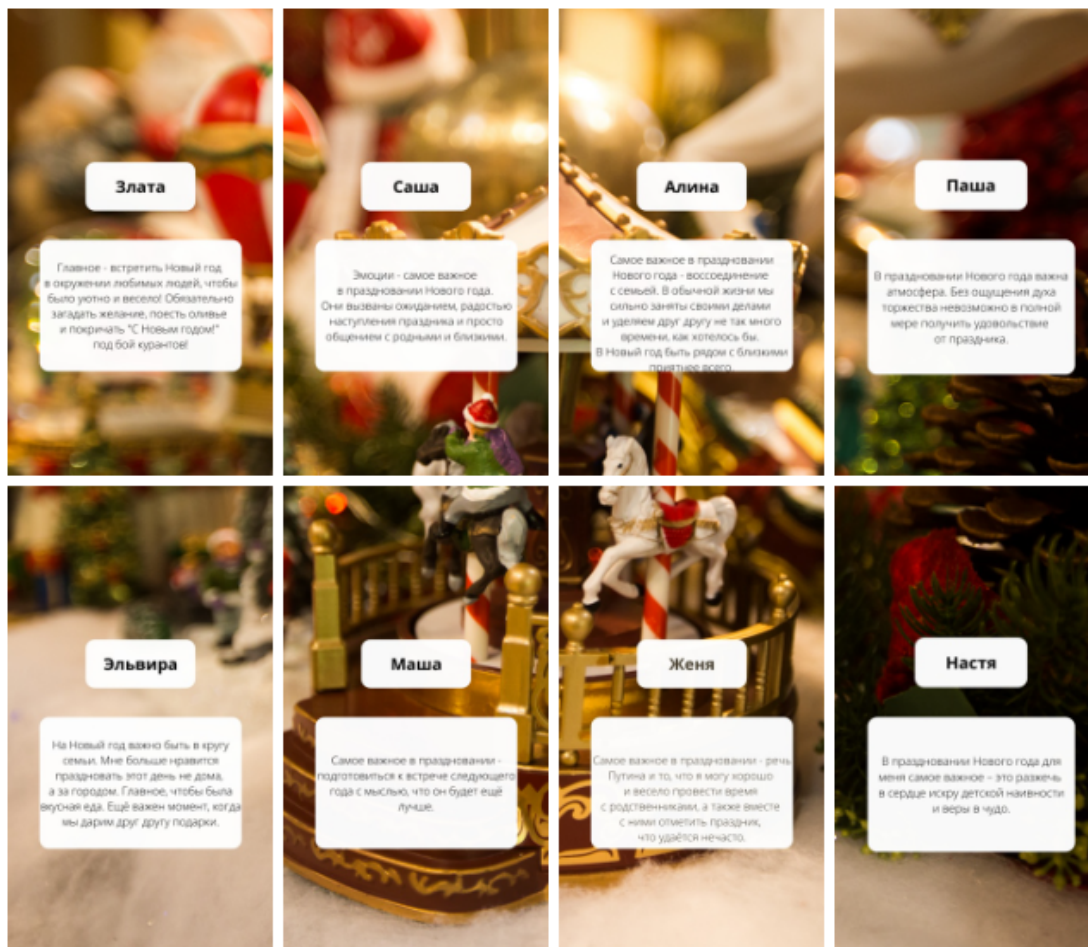 Злата
Главное - встретить Новый год
в окружении любимых людей, чтобы
было уютно и весело! Обязательно
загадать желание, поесть оливье
и покричать "С Новым годом!"
под бой курантов!
Саша
Эмоции - самое важное
в праздновании Нового года.
Они вызваны ожиданием, радостью
наступления праздника и просто
общением с родными и близкими.
Алина
Самое важное в праздновании
Нового года - воссоединение
с семьей. В обычной жизни мы
сильно заняты своими делами
и уделяем друг другу не так много
времени, как хотелось бы.
В Новый год быть рядом с близкими
приятнее всего.
Паша
В праздновании Нового года важна
атмосфера. Без ощущения духа
торжества невозможно в полной
мере получить удовольствие
от праздника.
Эльвира
На Новый год важно быть в кругу
семьи. Мне больше нравится
праздновать этот день не дома,
а за городом. Главное, чтобы была
вкусная еда. Ещё важен момент, когда
мы дарим друг другу подарки.
Маша
Самое важное в праздновании -
подготовиться к встрече следующего
года с мыслью, что он будет ещё
лучше.
Женя
Самое важное в праздновании - речь
Путина и то, что я могу хорошо
и весело провести время
с родственниками, а также вместе
с ними отметить праздник,
что удаётся нечасто.
Настя
В праздновании Нового года для
меня самое важное – это разжечь
в сердце искру детской наивности
и веры в чудо.